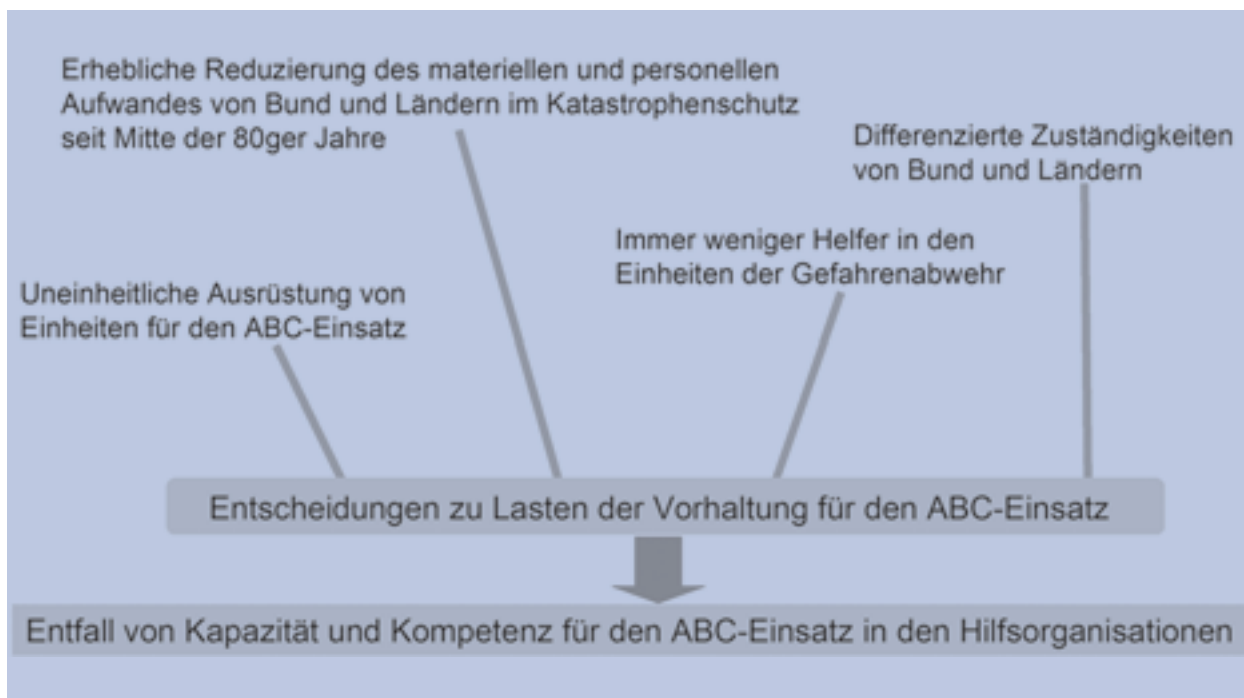 Erhebliche Reduzierung des materiellen und personellen
Aufwandes von Bund und Ländern im Katastrophenschutz
seit Mitte der 80ger Jahre
Differenzierte Zuständigkeiten
von Bund und Ländern
Immer weniger Helfer in den
Einheiten der Gefahrenabwehr
Uneinheitliche Ausrüstung von
Einheiten für den ABC-Einsatz
Entscheidungen zu Lasten der Vorhaltung für den ABC-Einsatz
Entfall von Kapazität und Kompetenz für den ABC-Einsatz in den Hilfsorganisationen